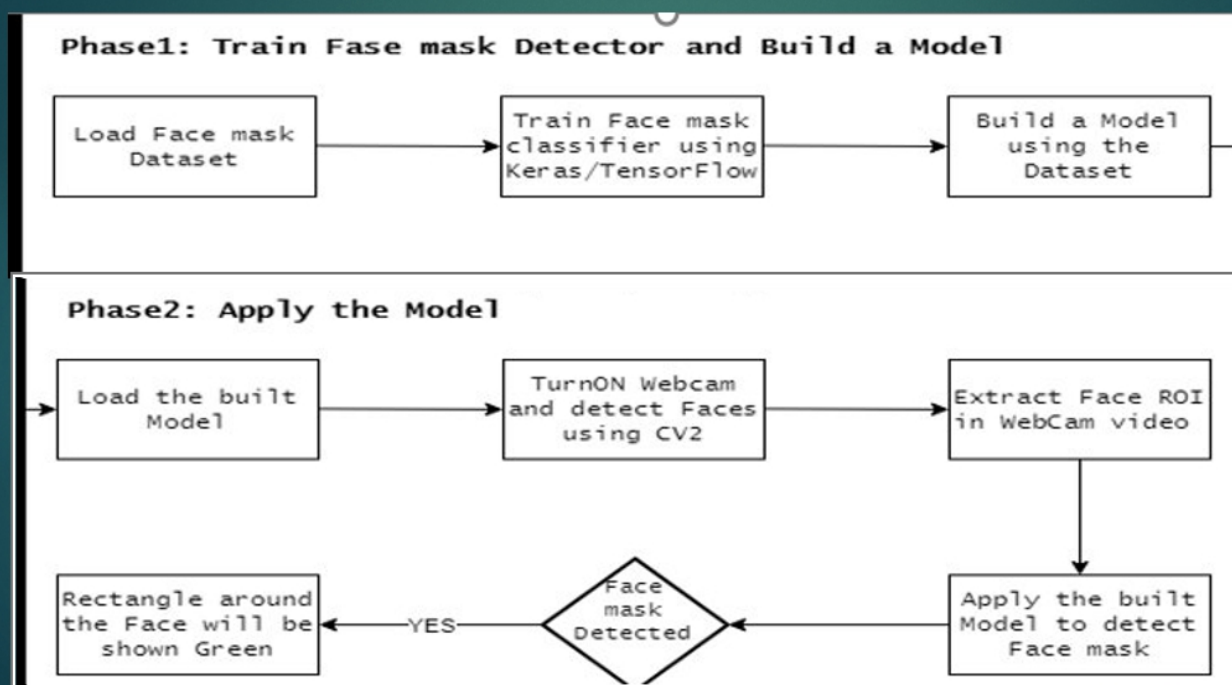 Phase1: Train Fase mask Detector and Build a Model
Load Face mask
Dataset
Train Face mask
classifier using
Keras/TensorFlow
Build a Model
using the
Dataset
Phase2: Apply the Model
Load the built
Model
TurnON Webcam
and detect Faces
using CV2
Extract Face ROI
in WebCam video
Apply the built
Model to detect
Face mask
Face
mask
Detected
YES
Rectangle around
the Face will be
shown Green